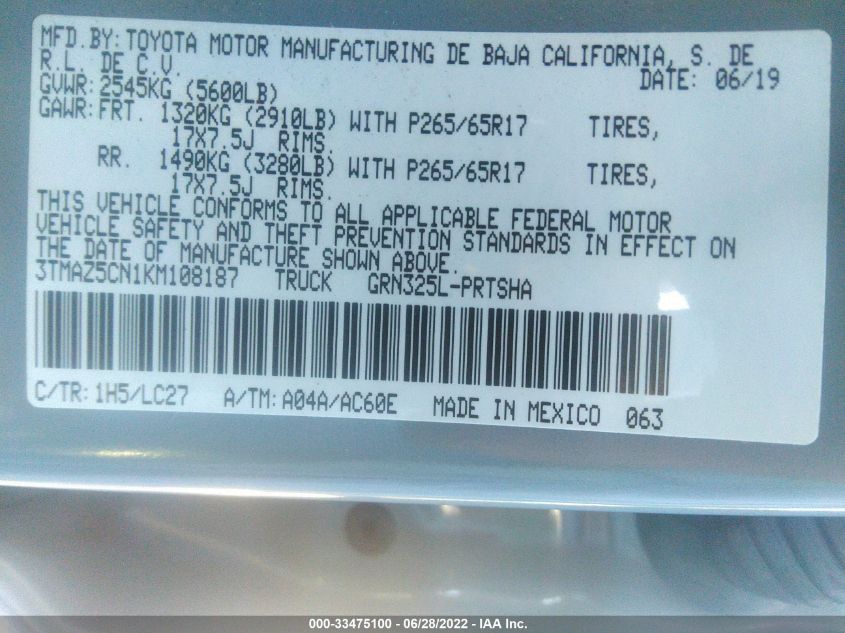 MFD.BY:TOYOTA MOTOR MANUFACTURING DE BAJA CALIFORNIA, S. DE
R.L. DE C.V. DATE: 06/19
GVWR:2545KG (5600LB)
GAWR:FRT. 1320KG (2910LB) WITH P265/65R17 TIRES,
17X7.5J RIMS.
RR. 1490KG (3280LB) WITH P265/65R17 TIRES,
17X7.5J RIMS.
THIS VEHICLE CONFORMS TO ALL APPLICABLE FEDERAL MOTOR
VEHICLE SAFETY AND THEFT PREVENTION STANDARDS IN EFFECT ON
THE DATE OF MANUFACTURE SHOWN ABOVE.
3TMAZ5CN1KM108187 TRUCK GRN325L-PRTSHA
C/TR:1H5/LC27 A/TM:A04A/AC60E MADE IN MEXICO 063
000-33475100 - 06/28/2022 - IAA Inc.